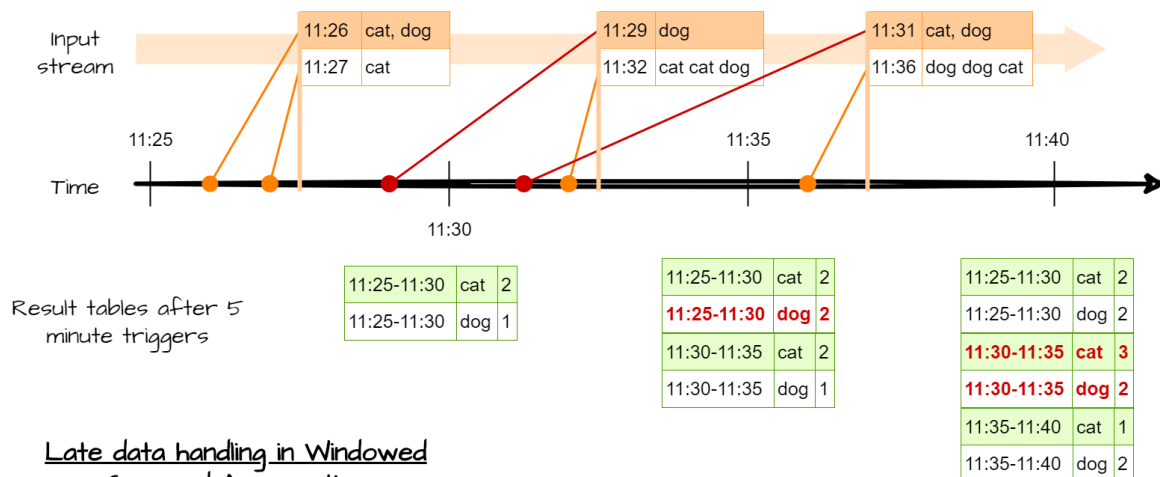 Input stream
11:26 cat, dog
11:27 cat
11:29 dog
11:32 cat cat dog
11:31 cat, dog
11:36 dog dog cat
11:25
11:35
11:40
Time
11:30
Result tables after 5
minute triggers
11:25-11:30 cat 2
11:25-11:30 dog 1
11:25-11:30 cat 2
11:25-11:30 dog 2
11:30-11:35 cat 2
11:30-11:35 dog 1
11:25-11:30 cat 2
11:25-11:30 dog 2
11:30-11:35 cat 3
11:30-11:35 dog 2
11:35-11:40 cat 1
11:35-11:40 dog 2
Late data handling in Windowed